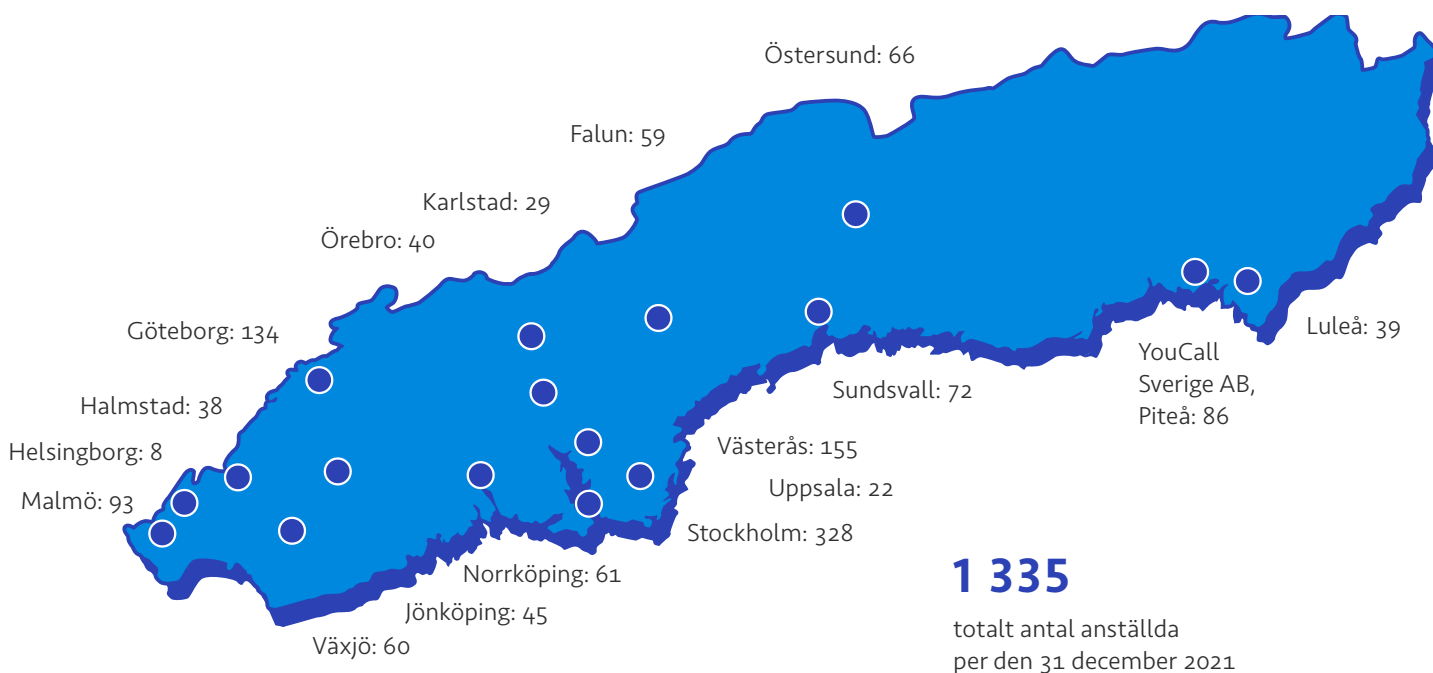 Östersund: 66
Falun: 59
Karlstad: 29
Örebro: 40
Göteborg: 134
Halmstad: 38
Helsingborg: 8
Malmö: 93
Luleå: 39
YouCall
Sverige AB,
Piteå: 86
Sundsvall: 72
Västerås: 155
Uppsala: 22
Stockholm: 328
Norrköping: 61
Jönköping: 45
Växjö: 60
1 335
totalt antal anställda
per den 31 december 2021